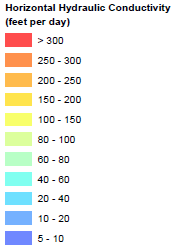 Horizontal Hydraulic Conductivity
(feet per day)
> 300
250 - 300
200 - 250
150 - 200
100 - 150
80 - 100
60 - 80
40 - 60
20 - 40
10 - 20
5 - 10